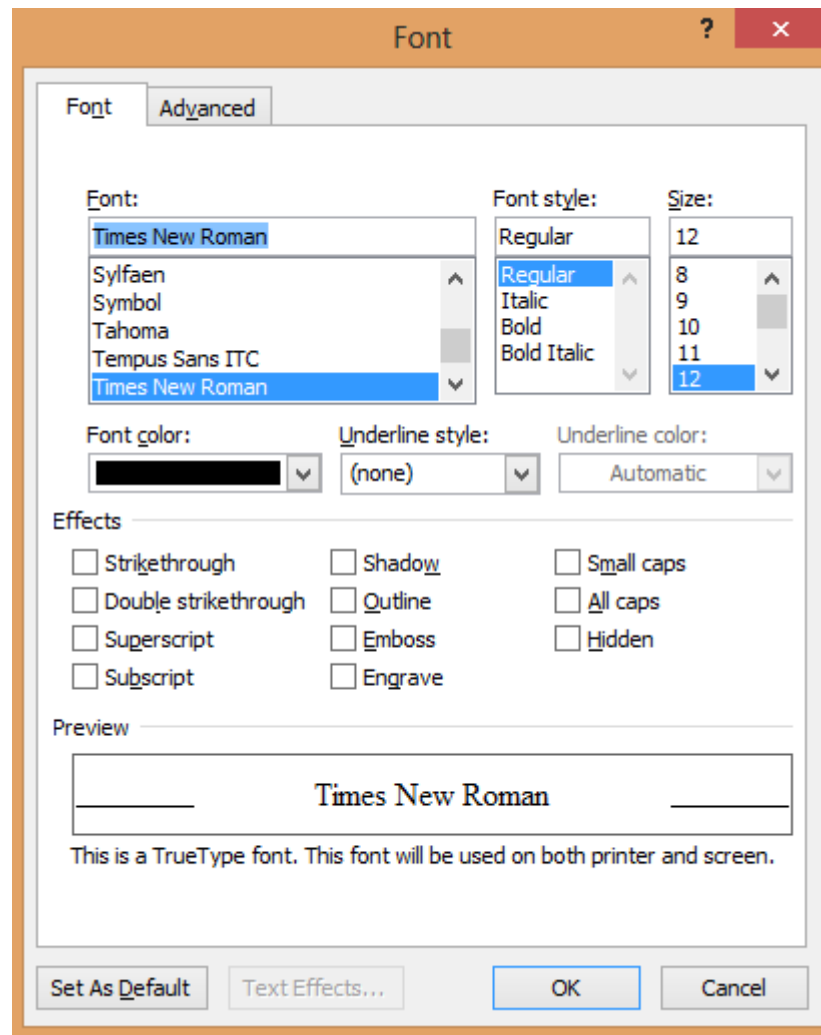 Font
?
Font Advanced
Font: Font style: Size:
Times New Roman Regular 12
Sylfaen Regular 8
Symbol Italic 9
Tahoma Bold 10
Tempus Sans ITC Bold Italic 11
Times New Roman 12
Font color: Underline style: Underline color:
(none) Automatic
Effects
Strikethrough Shadow Small caps
Double strikethrough Outline All caps
Superscript Emboss Hidden
Subscript Engrave
Preview
Times New Roman
This is a TrueType font. This font will be used on both printer and screen.
Set As Default Text Effects... OK Cancel